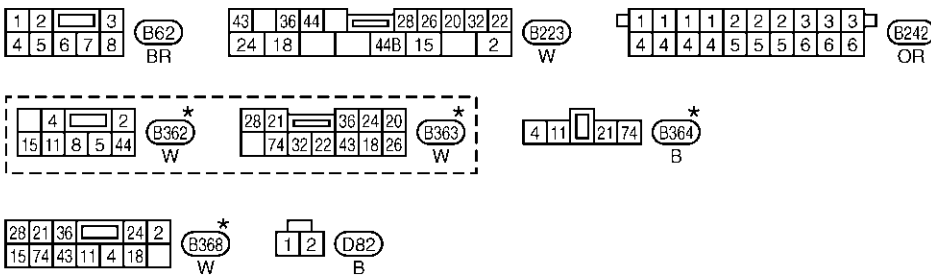 1 2 3 B62 43 36 44 28 26 20 32 22 B223 1 1 1 1 2 2 2 3 3 3 B242
4 5 6 7 8 BR 24 18 44B 15 2 W 4 4 4 4 5 5 5 6 6 6 OR
4 2 * B362 28 21 36 24 20 * B363 4 11 21 74 * B364
15 11 8 5 44 W 74 32 22 43 18 26 W B
28 21 36 24 2 * B368 1 2 D82
15 74 43 11 4 18 W B